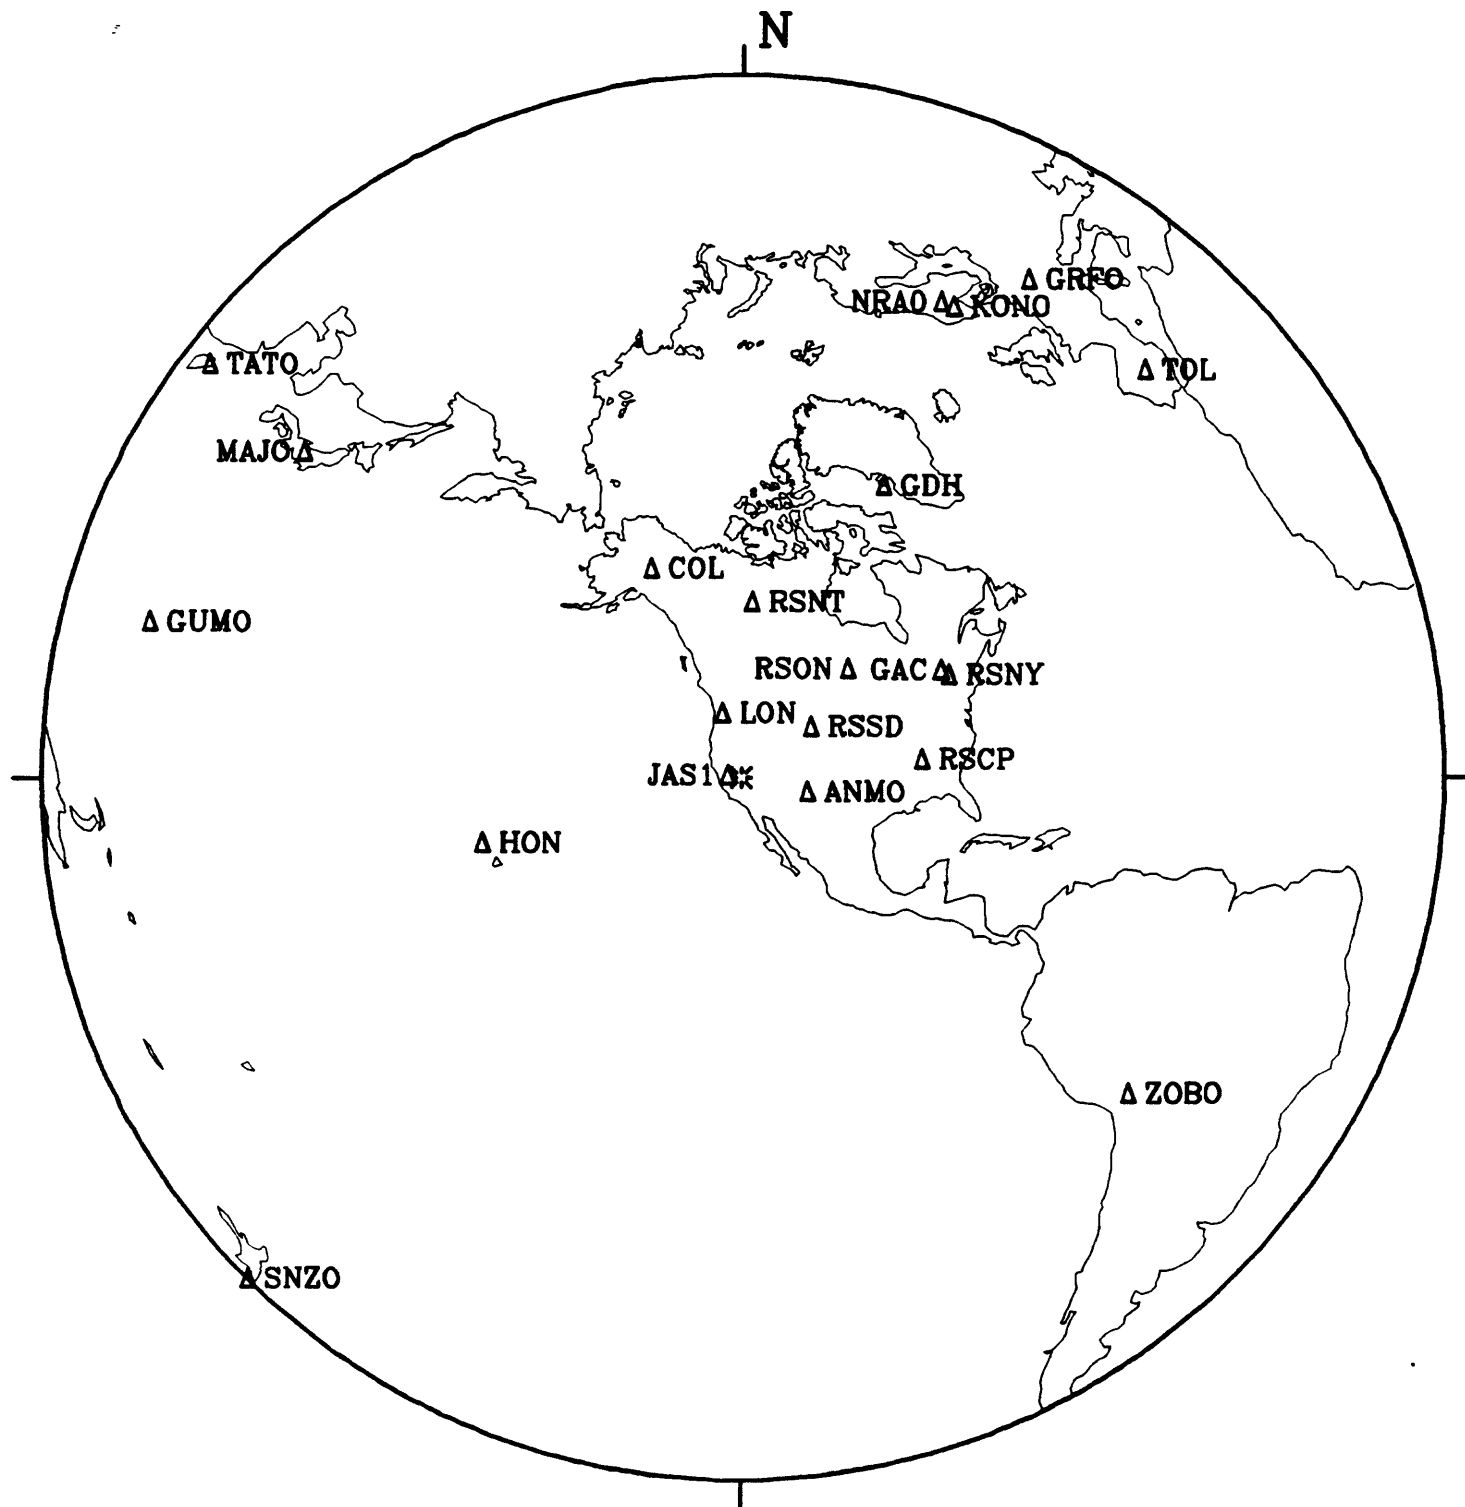 N
GRFO
NRAO
KONO
TATO
TOL
MAJO
GDH
COL
RSNT
GUMO
RSON
GAC
RSNY
LON
RSSD
RSCP
JAS1
ANMO
HON
ZOBO
SNZO